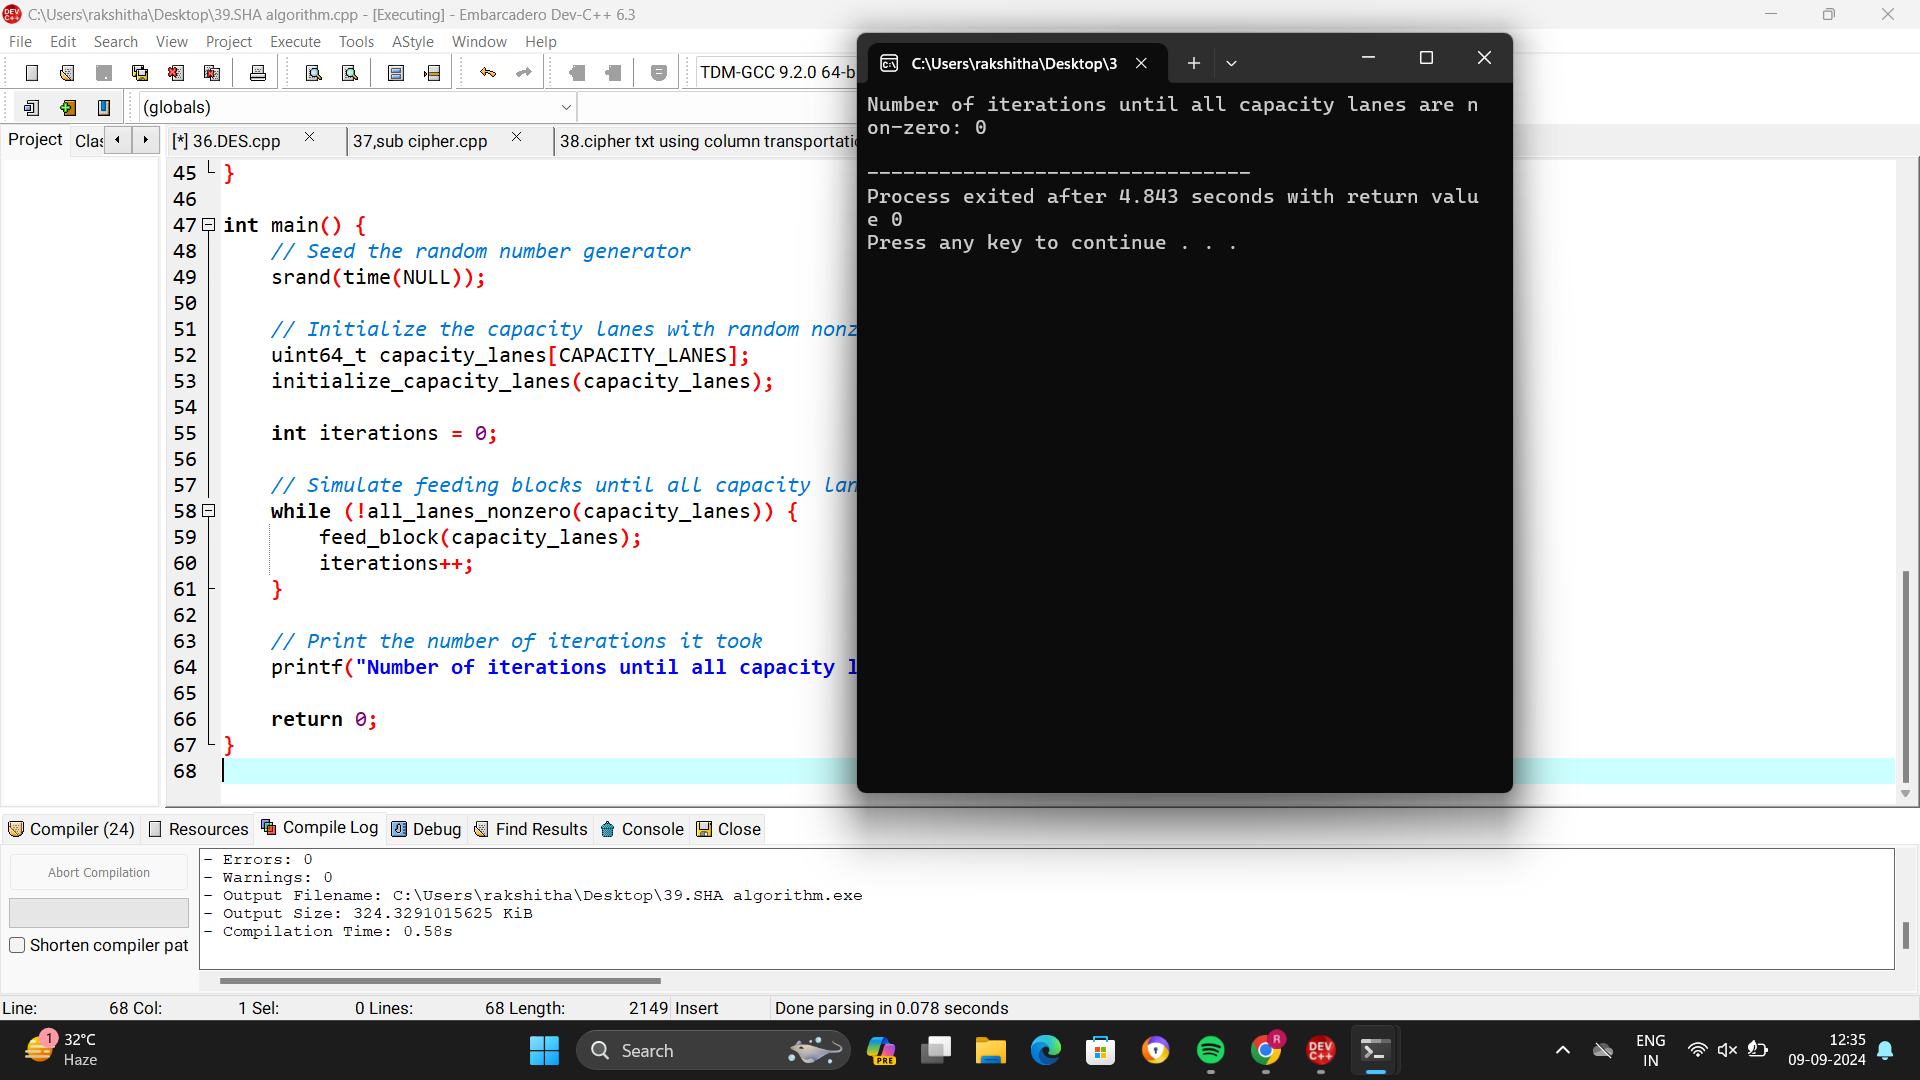 C:\Users\rakshitha\Desktop\39.SHA algorithm.cpp - [Executing] - Embarcadero Dev-C++ 6.3
File Edit Search View Project Execute Tools AStyle Window Help
TDM-GCC 9.2.0 64-b
(globals)
Project Clas [*] 36.DES.cpp 37,sub cipher.cpp 38.cipher txt using column transportatio
45 }
46
47 int main() {
48 // Seed the random number generator
49 srand(time(NULL));
50
51 // Initialize the capacity lanes with random nonz
52 uint64_t capacity_lanes[CAPACITY_LANES];
53 initialize_capacity_lanes(capacity_lanes);
54
55 int iterations = 0;
56
57 // Simulate feeding blocks until all capacity lan
58 while (!all_lanes_nonzero(capacity_lanes)) {
59 feed_block(capacity_lanes);
60 iterations++;
61 }
62
63 // Print the number of iterations it took
64 printf("Number of iterations until all capacity l
65
66 return 0;
67 }
68
C:\Users\rakshitha\Desktop\3
Number of iterations until all capacity lanes are n
on-zero: 0
--------------------------------
Process exited after 4.843 seconds with return valu
e 0
Press any key to continue . . .
Compiler (24) Resources Compile Log Debug Find Results Console Close
Abort Compilation
Shorten compiler pat
- Errors: 0
- Warnings: 0
- Output Filename: C:\Users\rakshitha\Desktop\39.SHA algorithm.exe
- Output Size: 324.3291015625 KiB
- Compilation Time: 0.58s
Line: 68 Col: 1 Sel: 0 Lines: 68 Length: 2149 Insert Done parsing in 0.078 seconds
1 32°C
Haze
Search
PRE
R
DEV C++
ENG
IN
12:35
09-09-2024